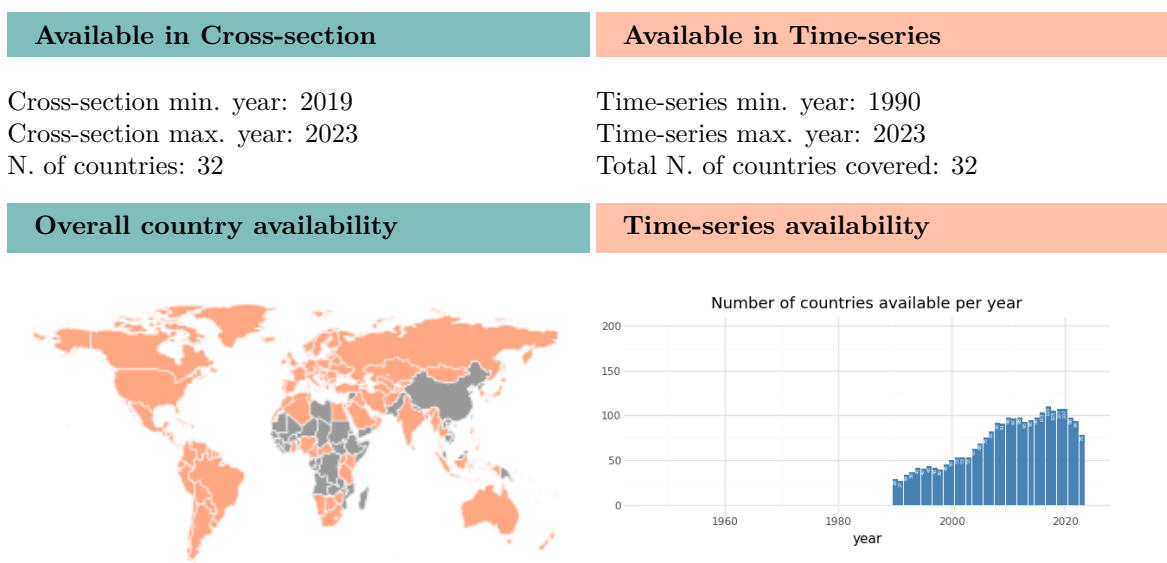 Available in Cross-section
Available in Time-series
Cross-section min. year: 2019
Cross-section max. year: 2023
N. of countries: 32
Time-series min. year: 1990
Time-series max. year: 2023
Total N. of countries covered: 32
Overall country availability
Time-series availability
Number of countries available per year
200
150
100
50
0
1960
1980
2000
2020
year